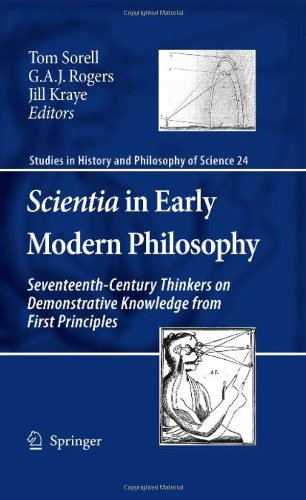 Tom Sorell
G.A.J. Rogers
Jill Kraye
Editors
Studies in History and Philosophy of Science 24
Scientia in Early
Modern Philosophy
Seventeenth-Century Thinkers on
Demonstrative Knowledge from
First Principles
Springer